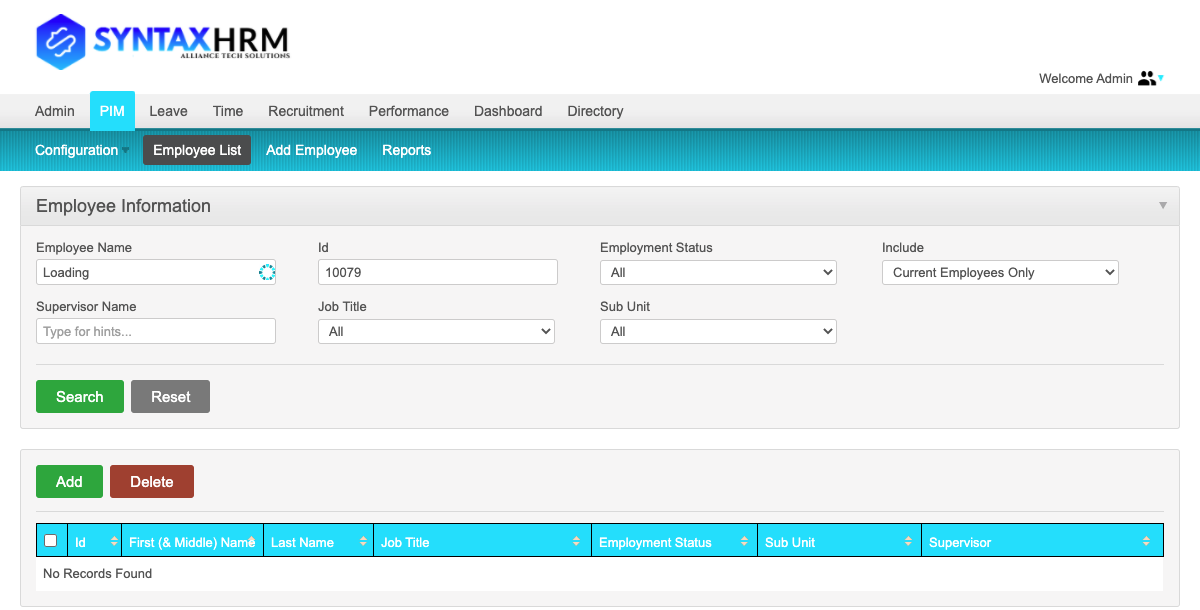 SYNTAXHRM
ALLIANCE TECH SOLUTIONS
Welcome Admin
Admin PIM Leave Time Recruitment Performance Dashboard Directory
Configuration Employee List Add Employee Reports
Employee Information
Employee Name Id Employment Status Include
Loading 10079 All Current Employees Only
Supervisor Name Job Title Sub Unit
Type for hints... All All
Search Reset
Add Delete
Id First (& Middle) Name Last Name Job Title Employment Status Sub Unit Supervisor
No Records Found